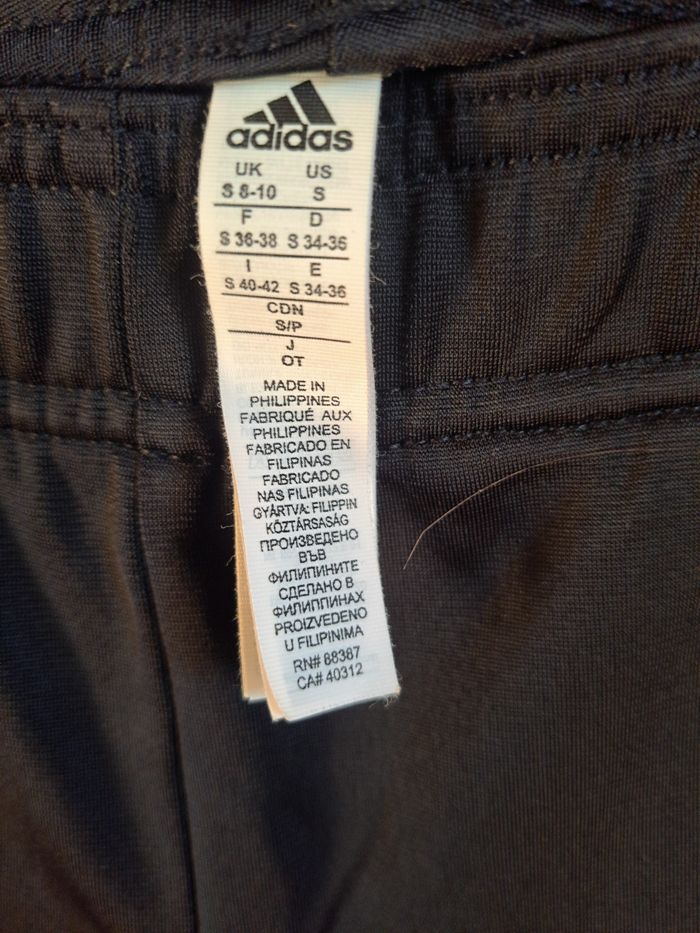 adidas
UK US
S 8-10 S
F D
S 36-38 S 34-36
I E
S 40-42 S 34-36
CDN
S/P
J
OT
MADE IN
PHILIPPINES
FABRIQUÉ AUX
PHILIPPINES
FABRICADO EN
FILIPINAS
FABRICADO
NAS FILIPINAS
GYÁRTVA: FILIPPIN
KÖZTÁRSASÁG
ПРОИЗВЕДЕНО
ВЪВ
ФИЛИПИНИТЕ
СДЕЛАНО В
ФИЛИППИНАХ
PROIZVEDENO
U FILIPINIMA
RN# 88387
CA# 40312